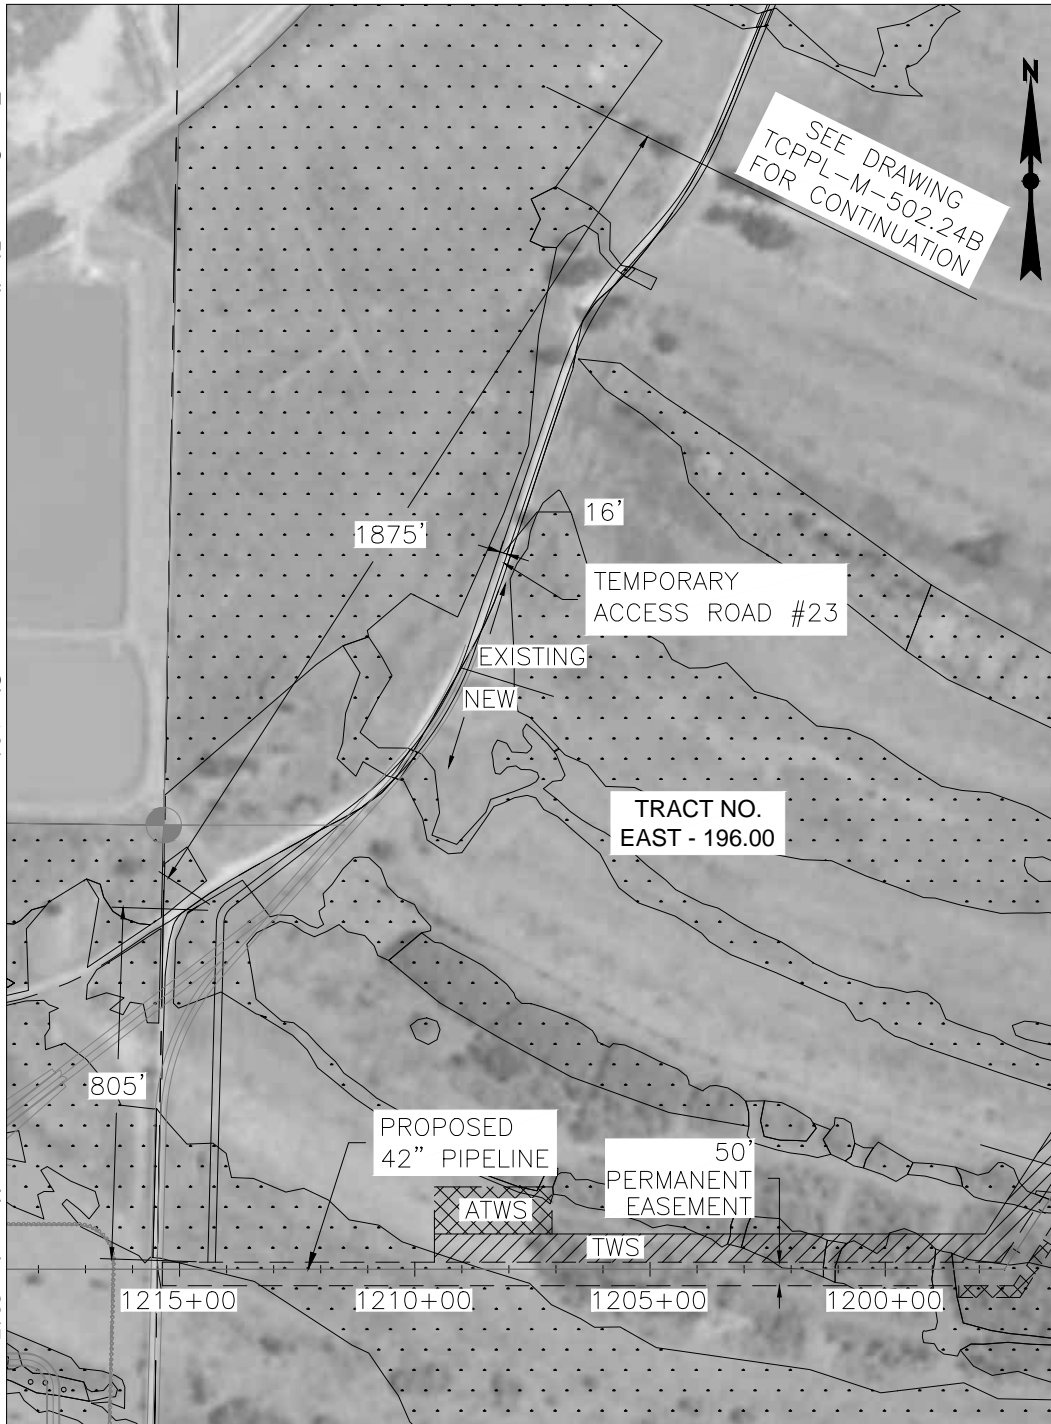 N
SEE DRAWING
TCPPL-M-502.24B
FOR CONTINUATION
1875'
16'
TEMPORARY
ACCESS ROAD #23
EXISTING
NEW
TRACT NO.
EAST - 196.00
805'
PROPOSED
42" PIPELINE
50'
PERMANENT
EASEMENT
ATWS
TWS
1215+00
1210+00
1205+00
1200+00